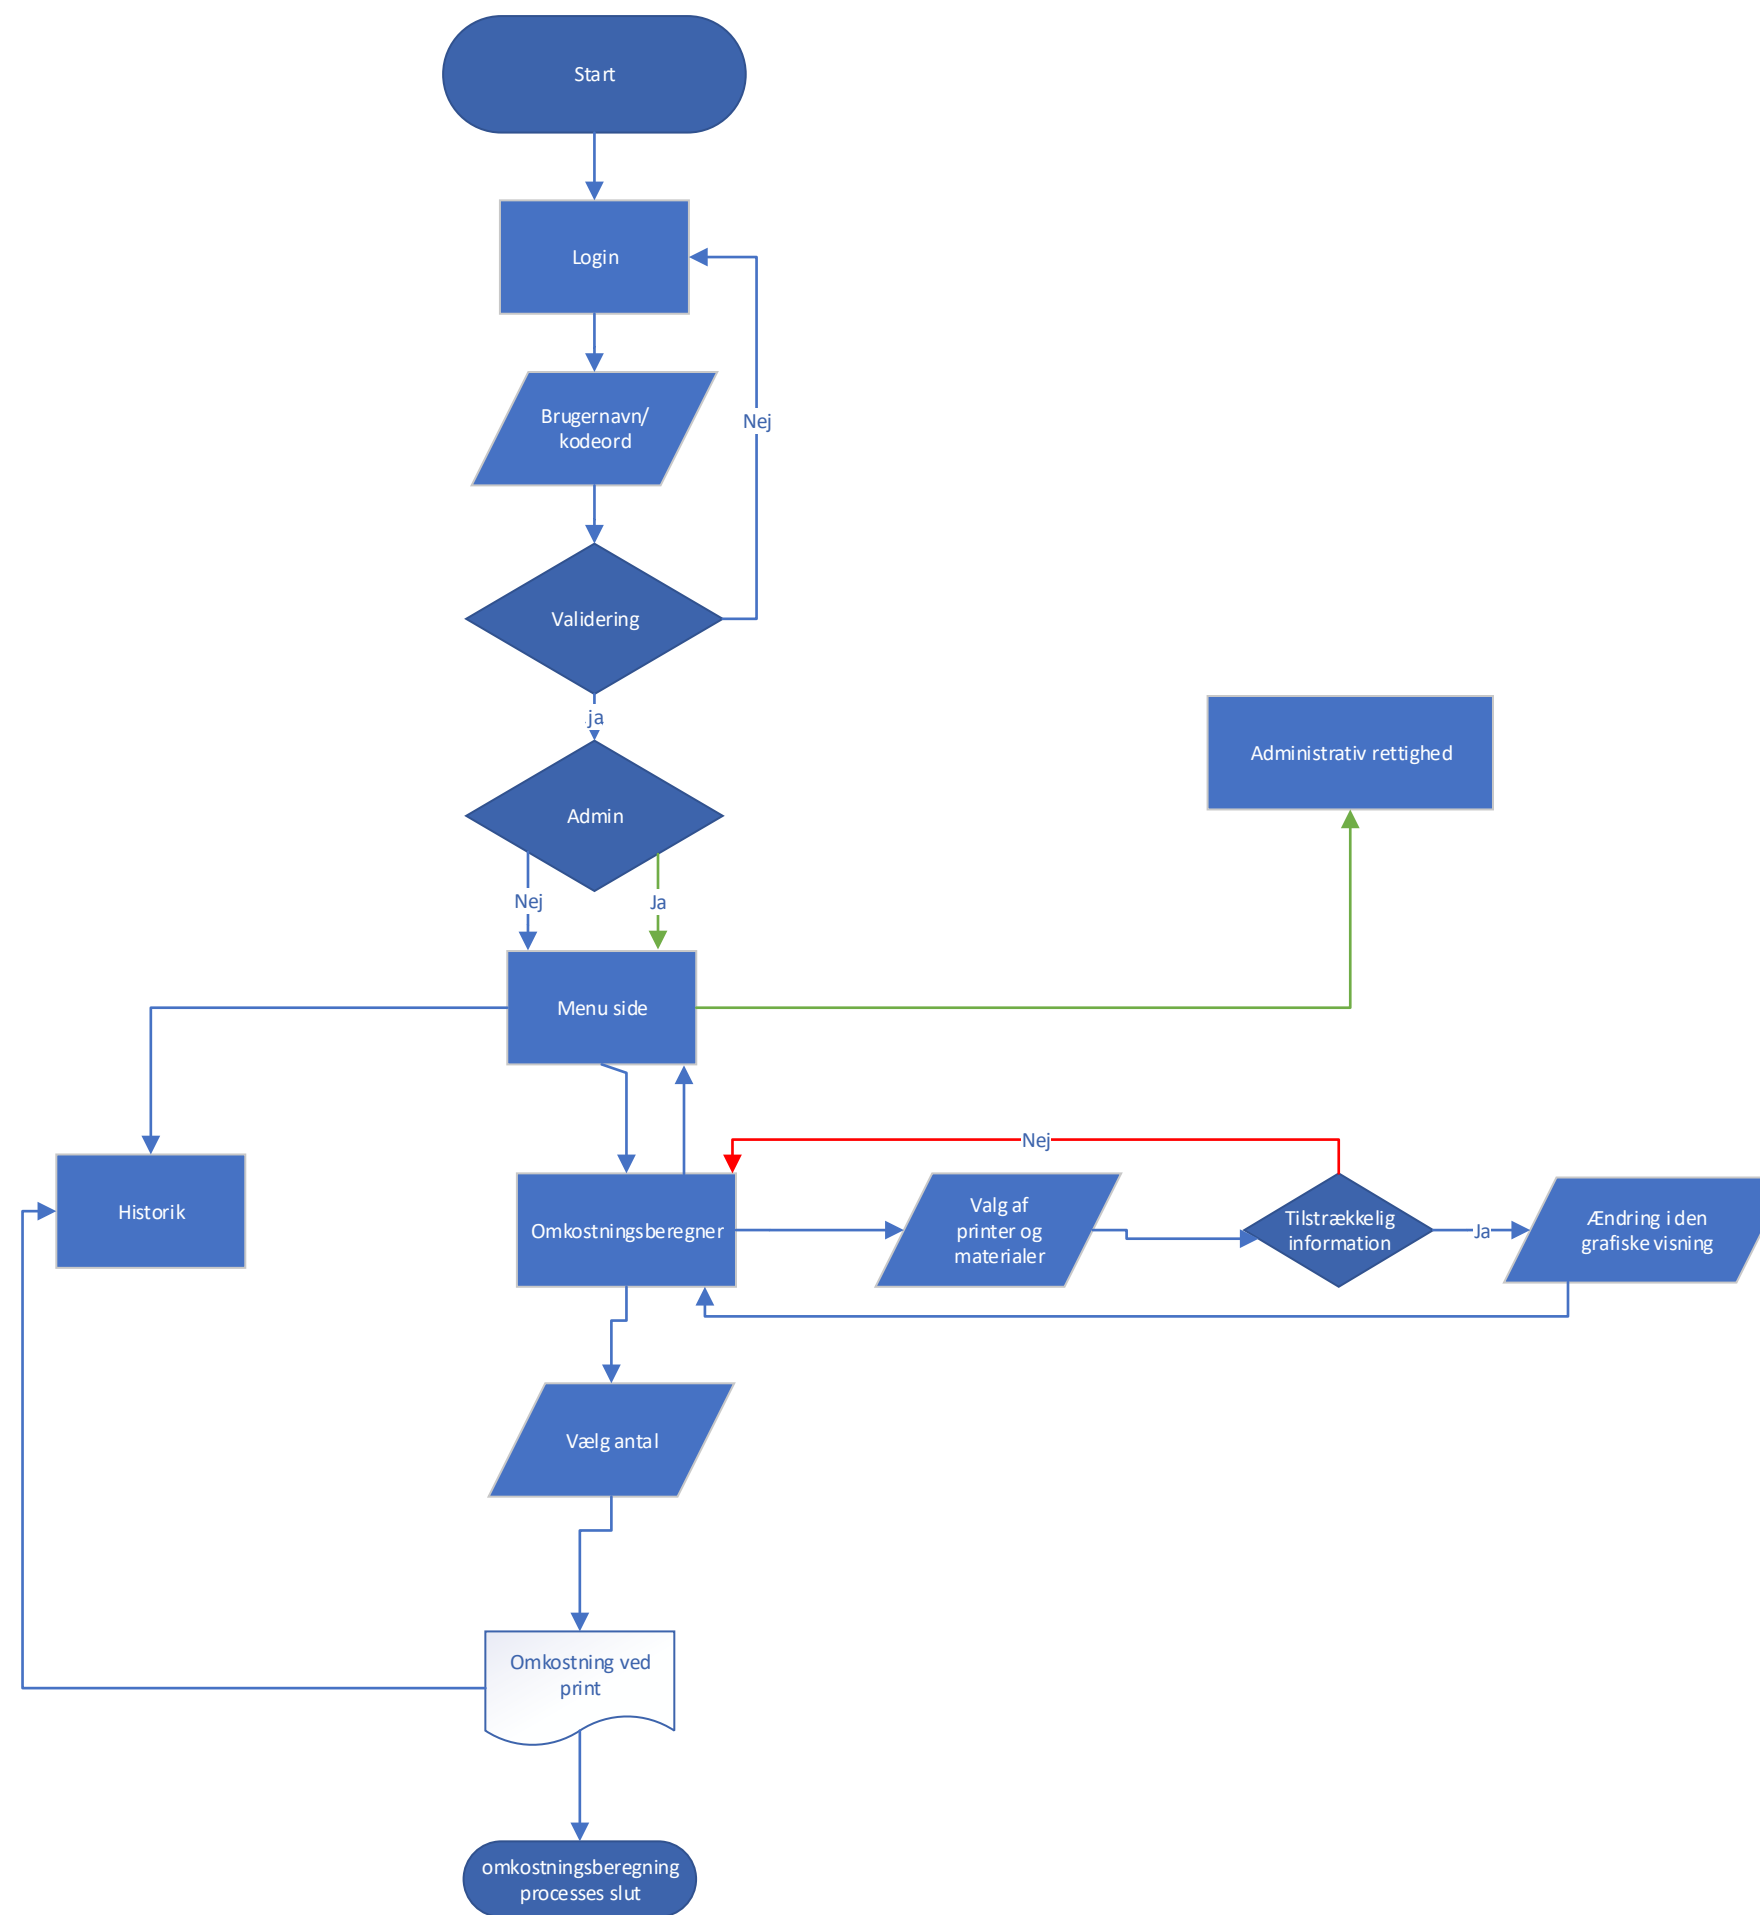 Start
Login
Brugernavn/
kodeord
Nej
Validering
ja
Administrativ rettighed
Admin
Nej
Ja
Menu side
Nej
Historik
Omkostningsberegner
Valg af
printer og
materialer
Tilstrækkelig
information
Ja
Ændring i den
grafiske visning
Vælg antal
Omkostning ved
print
omkostningsberegning
processes slut